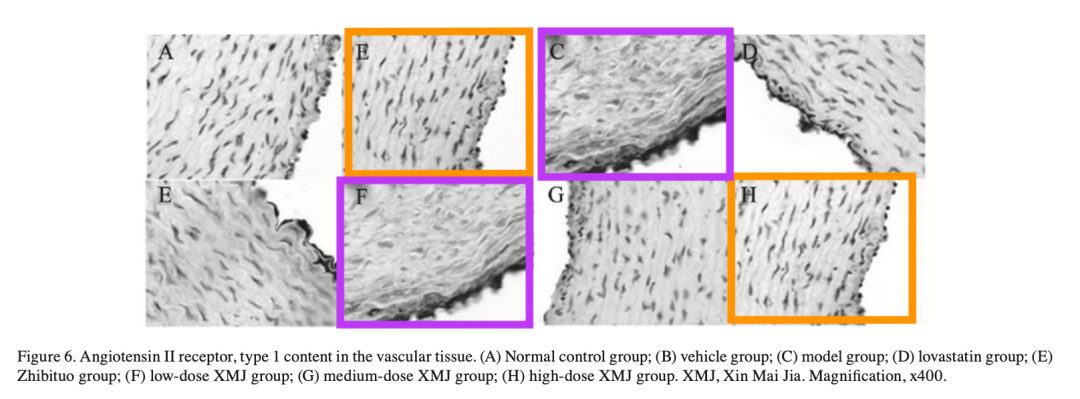 A
E
C
D
E
F
G
H
Figure 6. Angiotensin II receptor, type 1 content in the vascular tissue. (A) Normal control group; (B) vehicle group; (C) model group; (D) lovastatin group; (E)
Zhibituo group; (F) low-dose XMJ group; (G) medium-dose XMJ group; (H) high-dose XMJ group. XMJ, Xin Mai Jia. Magnification, x400.